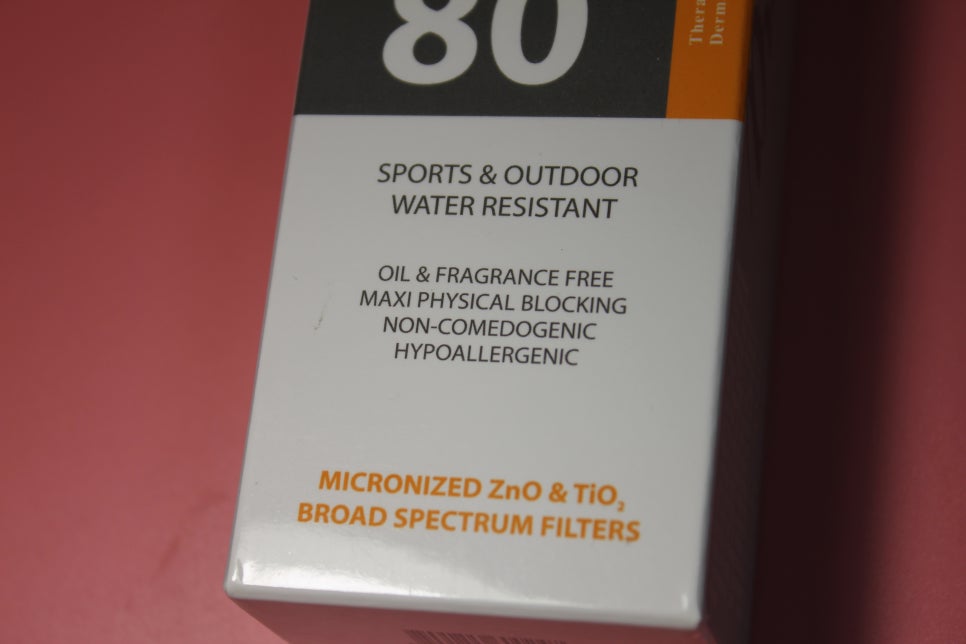 80
SPORTS & OUTDOOR
WATER RESISTANT
OIL & FRAGRANCE FREE
MAXI PHYSICAL BLOCKING
NON-COMEDOGENIC
HYPOALLERGENIC
MICRONIZED ZnO & TiO₂
BROAD SPECTRUM FILTERS